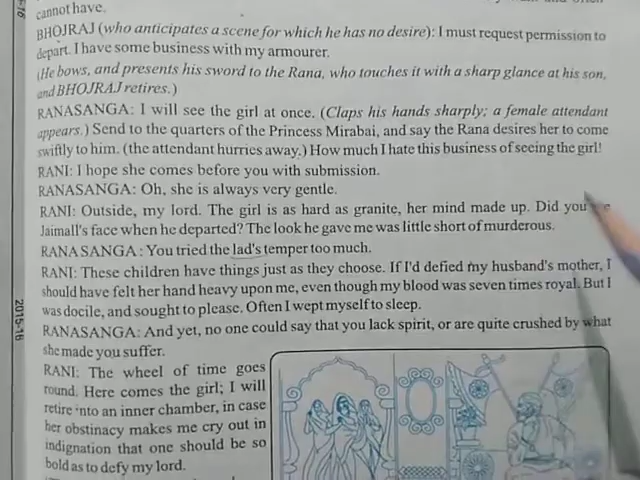 cannot have.
BHOJRAJ (who anticipates a scene for which he has no desire): I must request permission to
depart. I have some business with my armourer.
(He bows, and presents his sword to the Rana, who touches it with a sharp glance at his son,
and BHOJRAJ retires.)
RANASANGA: I will see the girl at once. (Claps his hands sharply; a female attendant
appears.) Send to the quarters of the Princess Mirabai, and say the Rana desires her to come
swiftly to him. (the attendant hurries away.) How much I hate this business of seeing the girl!
RANI: I hope she comes before you with submission.
RANASANGA: Oh, she is always very gentle.
RANI: Outside, my lord. The girl is as hard as granite, her mind made up. Did you
Jaimall's face when he departed? The look he gave me was little short of murderous.
RANASANGA: You tried the lad's temper too much.
RANI: These children have things just as they choose. If I'd defied my husband's mother, I
should have felt her hand heavy upon me, even though my blood was seven times royal. But I
was docile, and sought to please. Often I wept myself to sleep.
RANASANGA: And yet, no one could say that you lack spirit, or are quite crushed by what
she made you suffer.
RANI: The wheel of time goes
round. Here comes the girl; I will
retire into an inner chamber, in case
her obstinacy makes me cry out in
indignation that one should be so
bold as to defy my lord.
2015-16